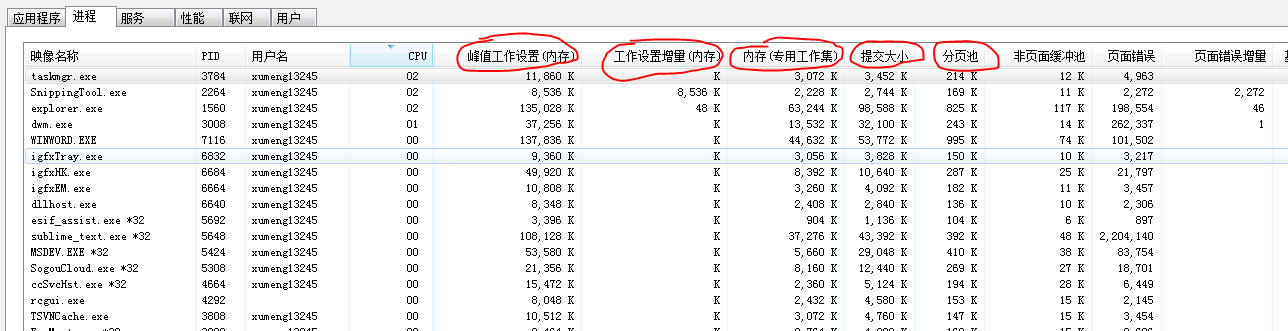 应用程序 进程 服务 性能 联网 用户
映像名称 PID 用户名 CPU 峰值工作设置(内存) 工作设置增量(内存) 内存(专用工作集) 提交大小 分页池 非页面缓冲池 页面错误 页面错误增量
taskmgr.exe 3784 xumeng13245 02 11,860 K K 3,072 K 3,452 K 214 K 12 K 4,963
SnippingTool.exe 2264 xumeng13245 02 8,536 K 8,536 K 2,228 K 2,744 K 169 K 11 K 2,272 2,272
explorer.exe 1560 xumeng13245 02 135,028 K 48 K 63,244 K 98,588 K 825 K 117 K 198,554 46
dwm.exe 3008 xumeng13245 01 37,256 K K 13,532 K 32,100 K 243 K 14 K 262,337 1
WINWORD.EXE 7116 xumeng13245 00 137,836 K K 44,632 K 53,772 K 995 K 74 K 101,502
igfxTray.exe 6832 xumeng13245 00 9,360 K K 3,056 K 3,828 K 150 K 10 K 3,217
igfxHK.exe 6684 xumeng13245 00 49,920 K K 8,392 K 10,640 K 287 K 25 K 21,797
igfxEM.exe 6664 xumeng13245 00 10,808 K K 3,260 K 4,092 K 182 K 11 K 3,457
dllhost.exe 6640 xumeng13245 00 8,348 K K 2,408 K 2,840 K 136 K 10 K 2,306
esif_assist.exe *32 5692 xumeng13245 00 3,396 K K 904 K 1,136 K 104 K 6 K 897
sublime_text.exe *32 5648 xumeng13245 00 108,128 K K 37,276 K 43,392 K 392 K 48 K 2,204,140
MSDEV.EXE *32 5424 xumeng13245 00 53,580 K K 5,660 K 29,048 K 410 K 38 K 83,754
SogouCloud.exe *32 5308 xumeng13245 00 21,356 K K 8,160 K 12,440 K 269 K 27 K 18,701
ccSvcHst.exe *32 4664 xumeng13245 00 15,472 K K 2,360 K 5,124 K 194 K 28 K 6,449
rcgui.exe 4292 00 8,048 K K 2,432 K 4,580 K 153 K 15 K 2,145
TSVNCache.exe 3808 xumeng13245 00 10,512 K K 3,072 K 4,760 K 147 K 15 K 3,454